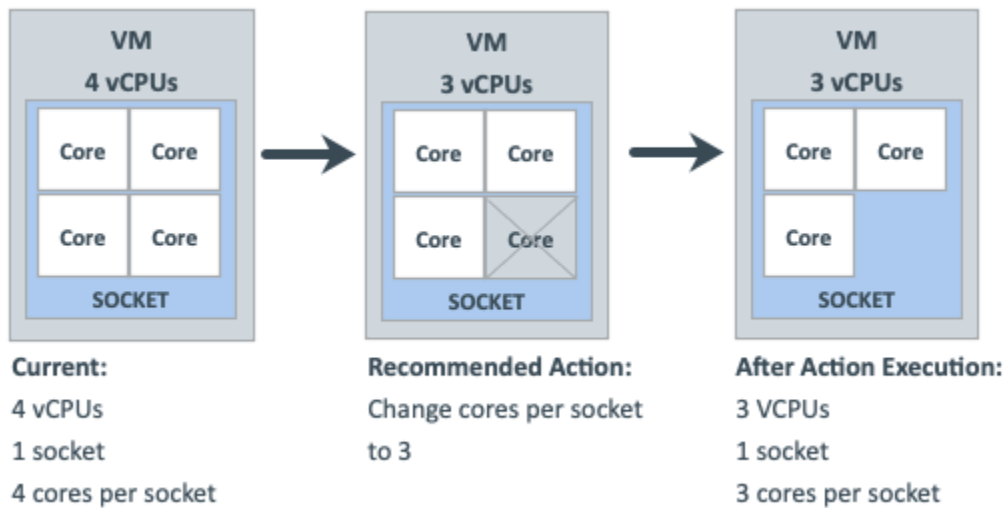 VM
4 vCPUs
Core Core
Core Core
SOCKET
Current:
4 vCPUs
1 socket
4 cores per socket
VM
3 vCPUs
Core Core
Core Core
SOCKET
Recommended Action:
Change cores per socket
to 3
VM
3 vCPUs
Core Core
Core
SOCKET
After Action Execution:
3 VCPUs
1 socket
3 cores per socket